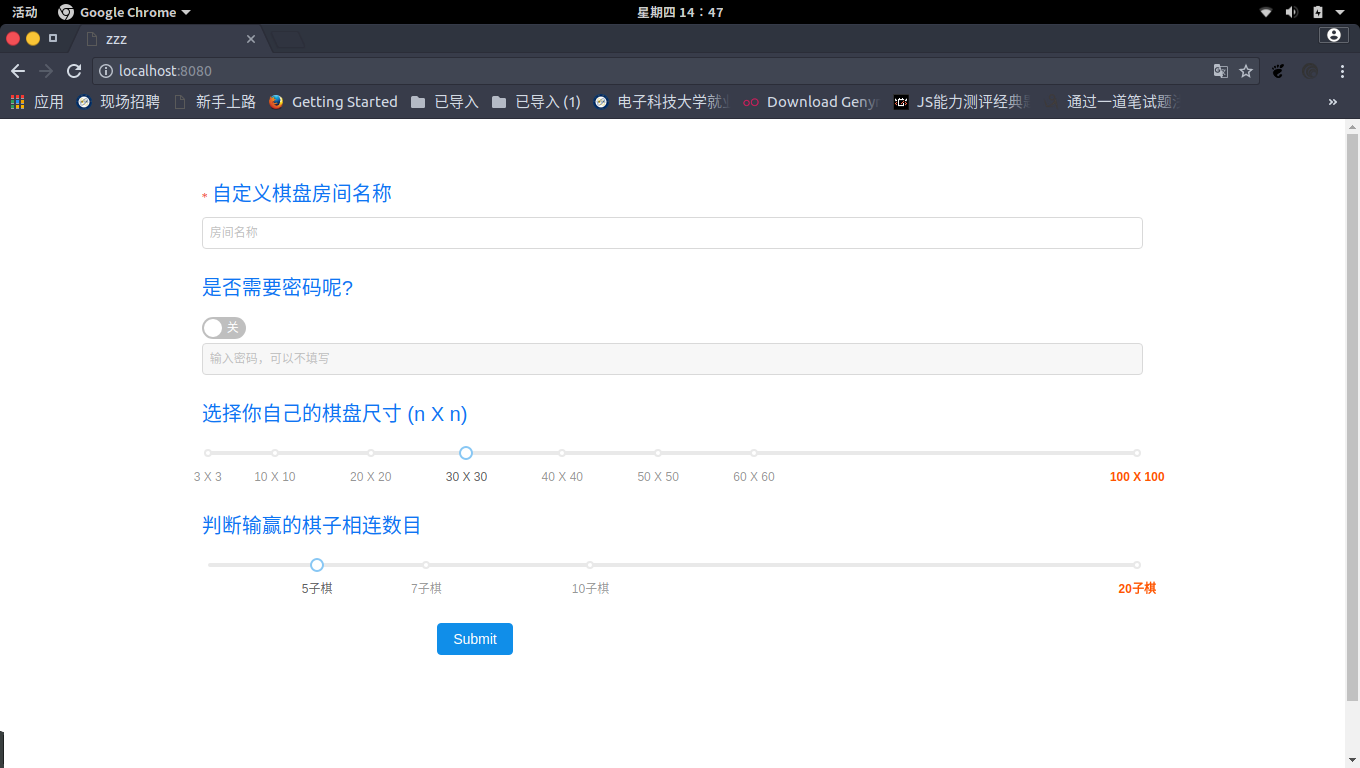 活动 Google Chrome 星期四 14：47
zzz
localhost:8080
应用 现场招聘 新手上路 Getting Started 已导入 已导入 (1) 电子科技大学就 Download Geny JS能力测评经典 通过一道笔试题 »
* 自定义棋盘房间名称
房间名称
是否需要密码呢?
关
输入密码，可以不填写
选择你自己的棋盘尺寸 (n X n)
3 X 3 10 X 10 20 X 20 30 X 30 40 X 40 50 X 50 60 X 60 100 X 100
判断输赢的棋子相连数目
5子棋 7子棋 10子棋 20子棋
Submit